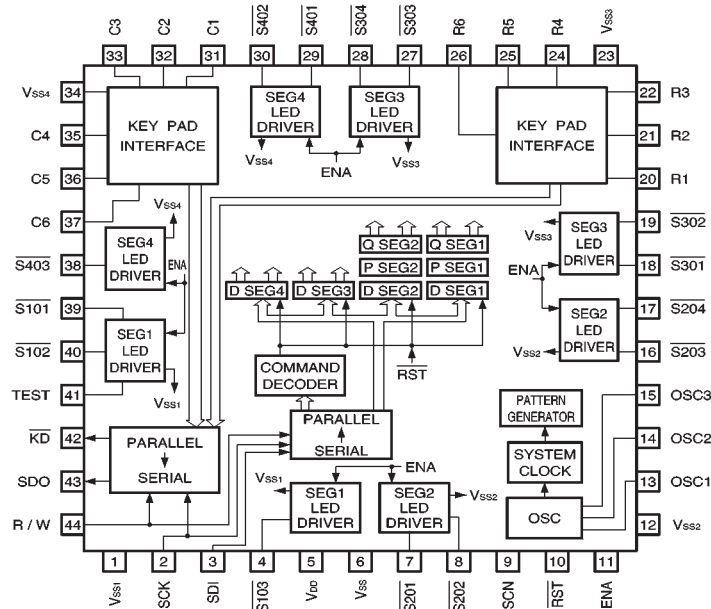 C3 C2 C1 S402 S401 S304 S303 R6 R5 R4 VSS3
33 32 31 30 29 28 27 26 25 24 23
VSS4 34
C4 35
C5 36
C6 37
S403 38
S101 39
S102 40
TEST 41
KD 42
SDO 43
R / W 44
KEY PAD
INTERFACE
SEG4
LED
DRIVER
SEG3
LED
DRIVER
VSS4
ENA
VSS3
KEY PAD
INTERFACE
22 R3
21 R2
20 R1
19 S302
18 S301
17 S204
16 S203
15 OSC3
14 OSC2
13 OSC1
12 VSS2
VSS4
SEG4
LED
DRIVER
ENA
SEG1
LED
DRIVER
VSS1
Q SEG2 Q SEG1
P SEG2 P SEG1
D SEG4 D SEG3 D SEG2 D SEG1
RST
COMMAND
DECODER
VSS3
SEG3
LED
DRIVER
ENA
SEG2
LED
DRIVER
VSS2
PARALLEL
SERIAL
PARALLEL
SERIAL
PATTERN
GENERATOR
SYSTEM
CLOCK
OSC
ENA
VSS1
SEG1
LED
DRIVER
SEG2
LED
DRIVER
VSS2
1 2 3 4 5 6 7 8 9 10 11
VSS1 SCK SDI S103 VDD VSS S201 S202 SCN RST ENA